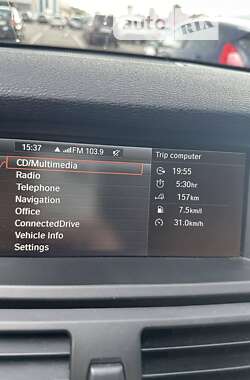 auto
15:37 FM 103.9
CD/Multimedia
Radio
Telephone
Navigation
Office
ConnectedDrive
Vehicle Info
Settings
Trip computer
19:55
5:30hr
157km
7.5km/l
31.0km/h